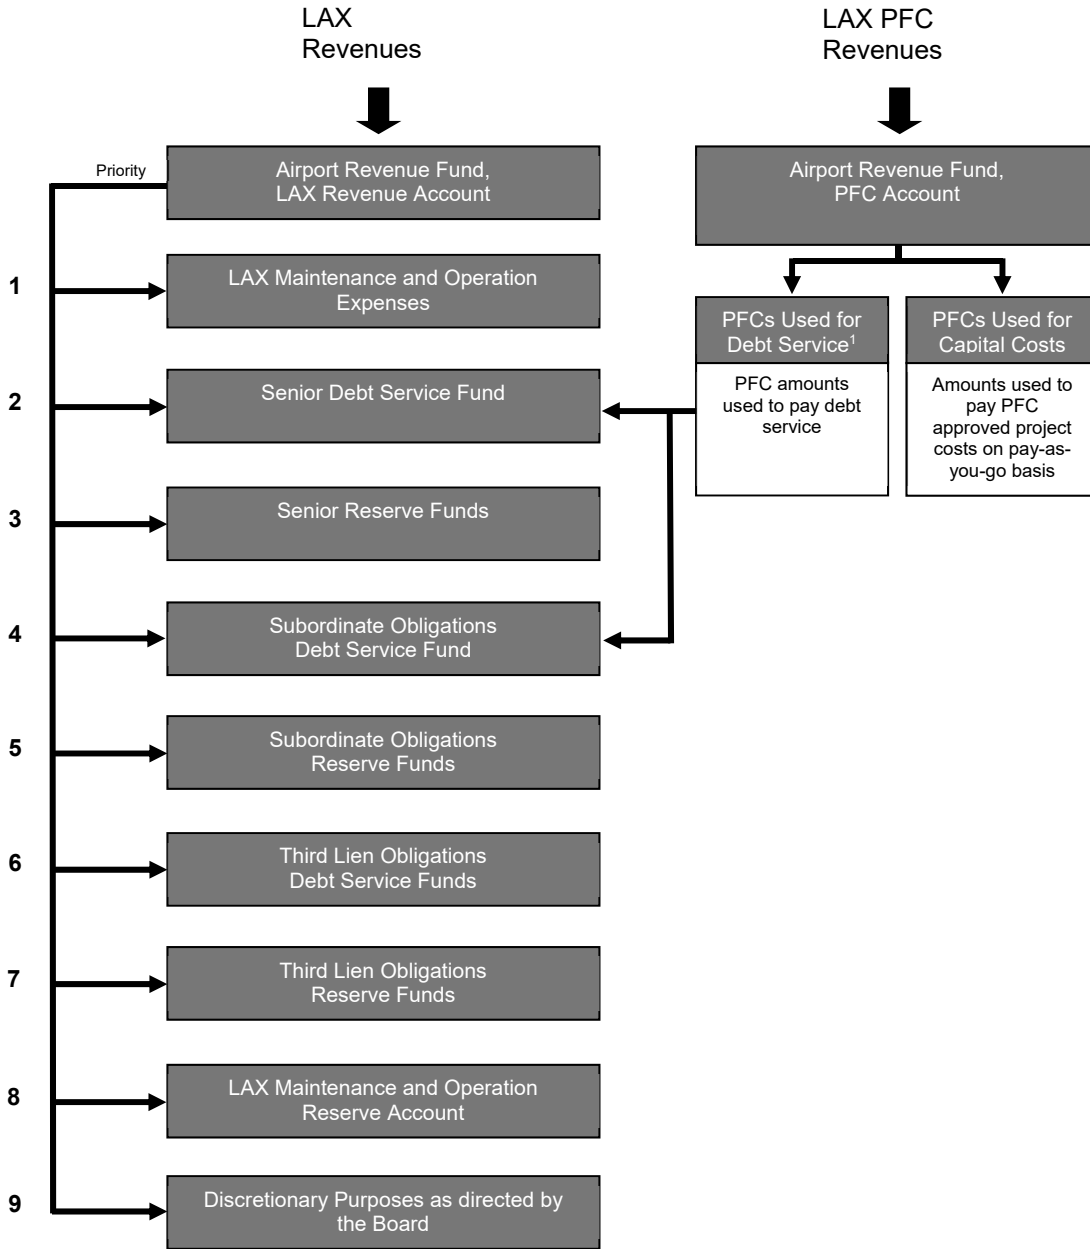 LAX
Revenues
LAX PFC
Revenues
Priority
Airport Revenue Fund,
LAX Revenue Account
Airport Revenue Fund,
PFC Account
1
LAX Maintenance and Operation
Expenses
PFCs Used for
Debt Service¹
PFC amounts
used to pay debt
service
PFCs Used for
Capital Costs
Amounts used to
pay PFC
approved project
costs on pay-as-
you-go basis
2
Senior Debt Service Fund
3
Senior Reserve Funds
4
Subordinate Obligations
Debt Service Fund
5
Subordinate Obligations
Reserve Funds
6
Third Lien Obligations
Debt Service Funds
7
Third Lien Obligations
Reserve Funds
8
LAX Maintenance and Operation
Reserve Account
9
Discretionary Purposes as directed by
the Board